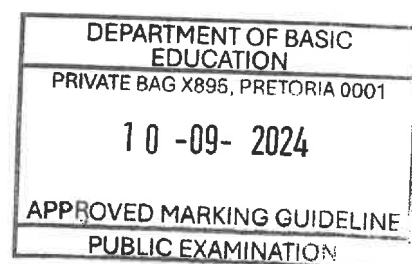 DEPARTMENT OF BASIC
EDUCATION
PRIVATE BAG X895, PRETORIA 0001
10 -09- 2024
APPROVED MARKING GUIDELINE
PUBLIC EXAMINATION